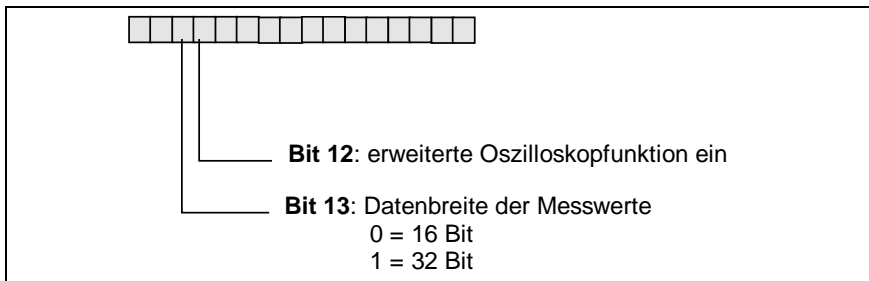 Bit 12: erweiterte Oszilloskopfunktion ein
Bit 13: Datenbreite der Messwerte
0 = 16 Bit
1 = 32 Bit